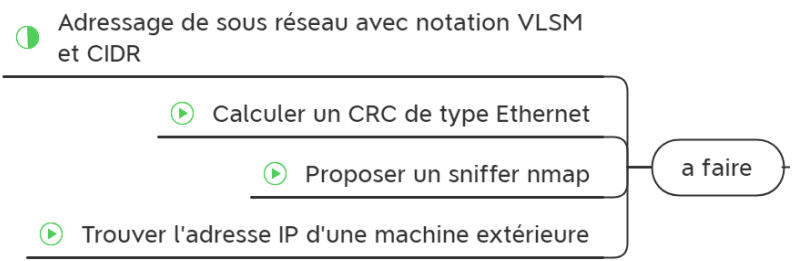 Adressage de sous réseau avec notation VLSM
et CIDR
Calculer un CRC de type Ethernet
Proposer un sniffer nmap
a faire
Trouver l'adresse IP d'une machine extérieure